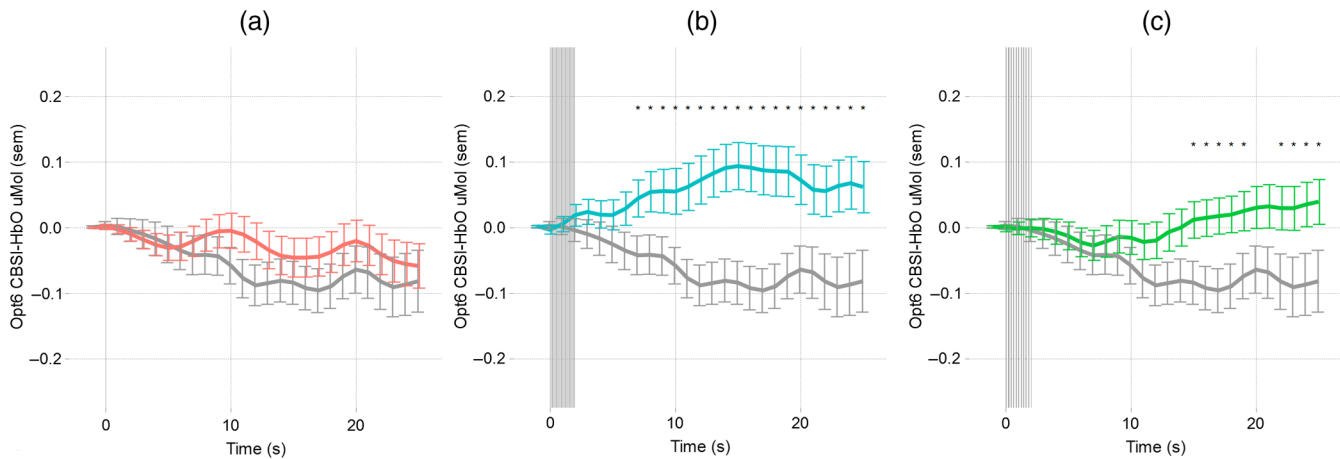 (a)
(b)
(c)
Opt6 CBSI-HbO uMol (sem)
0.2
0.1
0.0
–0.1
–0.2
0
10
20
Time (s)
Opt6 CBSI-HbO uMol (sem)
0.2
0.1
0.0
–0.1
–0.2
* * * * * * * * * * * * * * * * * * *
0
10
20
Time (s)
Opt6 CBSI-HbO uMol (sem)
0.2
0.1
0.0
–0.1
–0.2
* * * * * * * * *
0
10
20
Time (s)